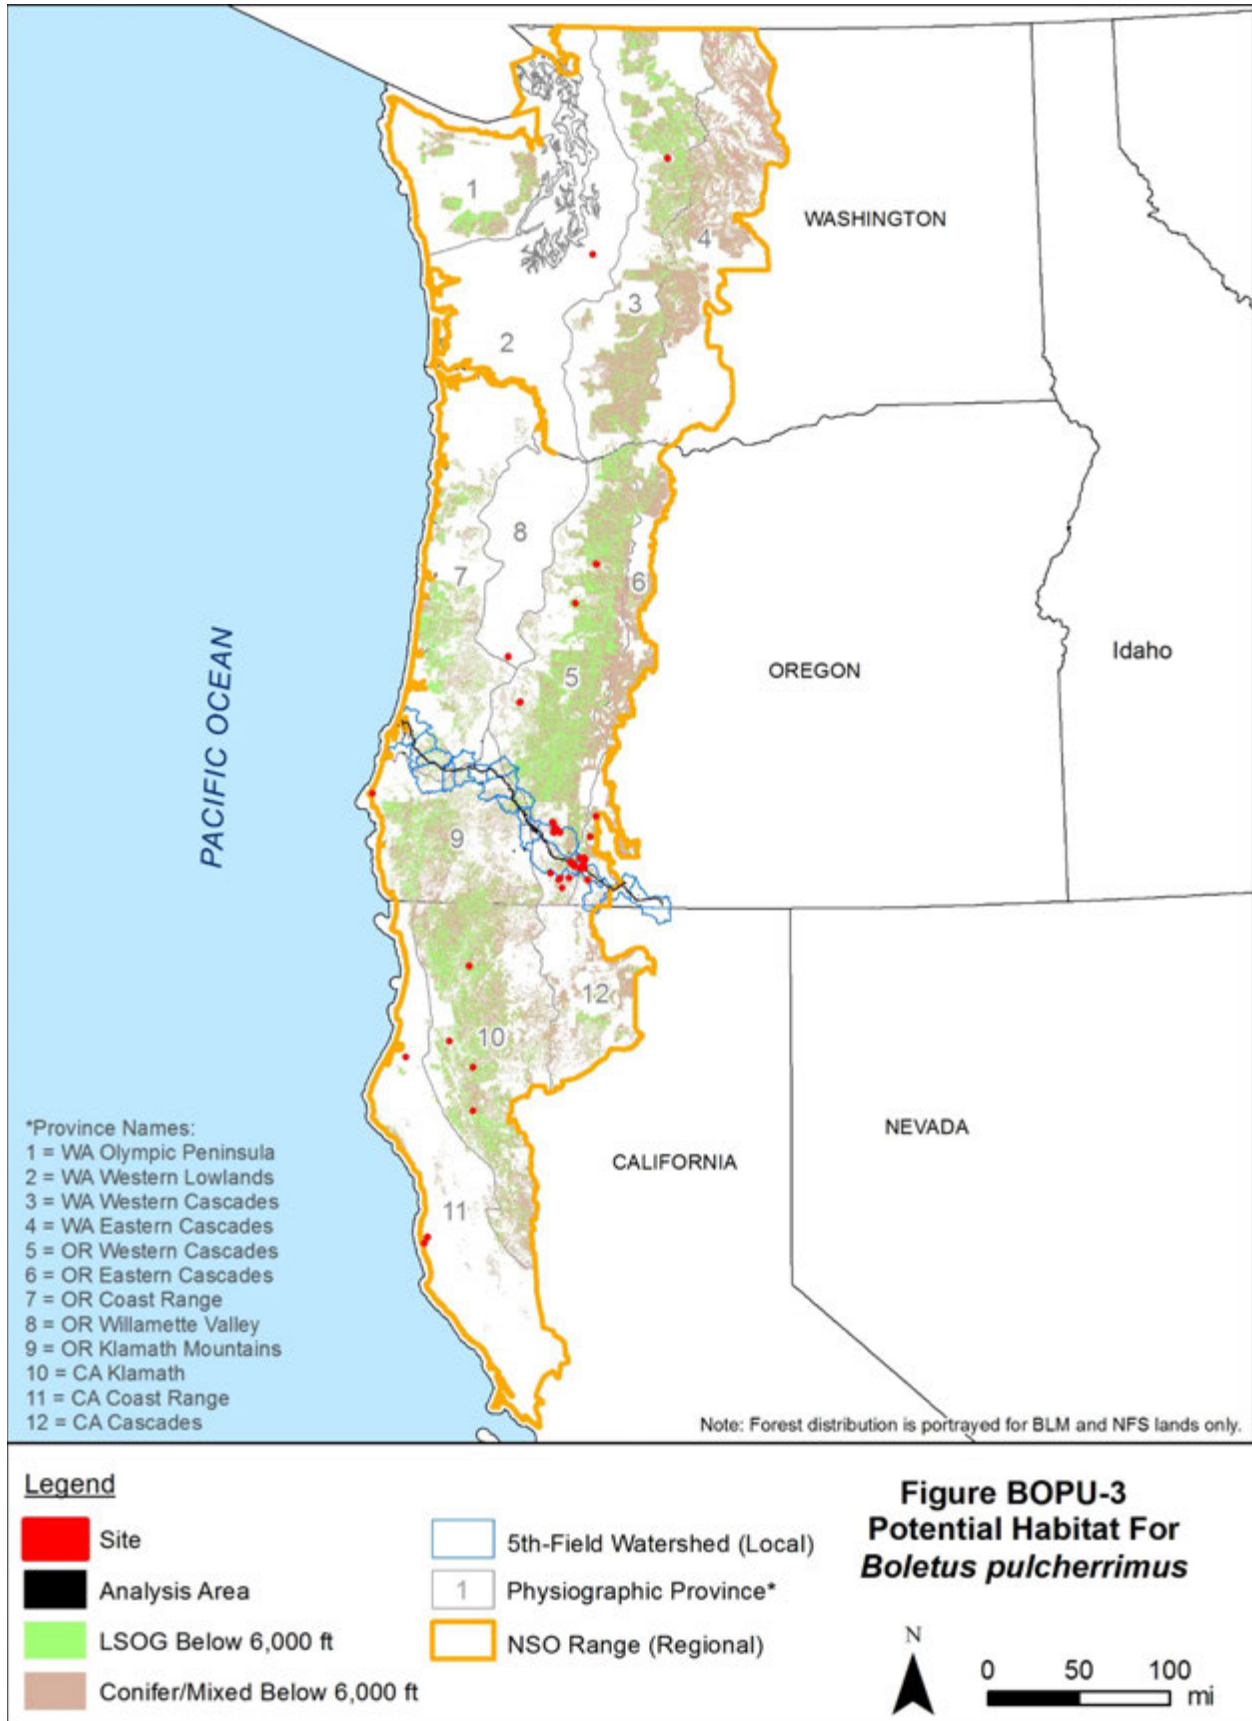 WASHINGTON
1
4
3
2
8
7
6
5
OREGON
Idaho
PACIFIC OCEAN
9
12
10
NEVADA
CALIFORNIA
11
*Province Names:
1 = WA Olympic Peninsula
2 = WA Western Lowlands
3 = WA Western Cascades
4 = WA Eastern Cascades
5 = OR Western Cascades
6 = OR Eastern Cascades
7 = OR Coast Range
8 = OR Willamette Valley
9 = OR Klamath Mountains
10 = CA Klamath
11 = CA Coast Range
12 = CA Cascades
Note: Forest distribution is portrayed for BLM and NFS lands only.
Legend
Site
Analysis Area
LSOG Below 6,000 ft
Conifer/Mixed Below 6,000 ft
5th-Field Watershed (Local)
1 Physiographic Province*
NSO Range (Regional)
Figure BOPU-3
Potential Habitat For
Boletus pulcherrimus
N
0 50 100
mi